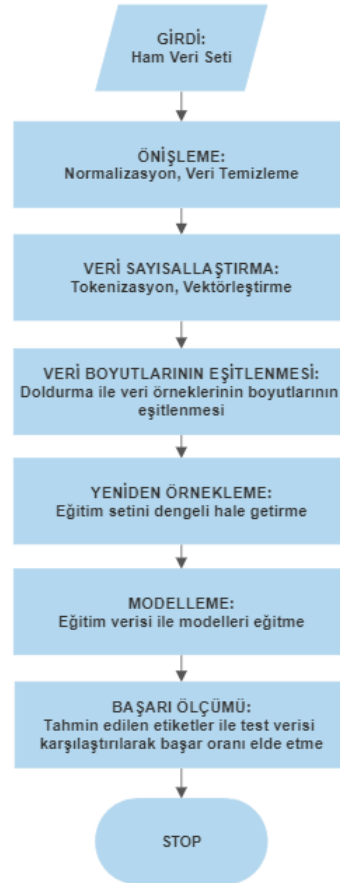 GİRDİ:
Ham Veri Seti
ÖNİŞLEME:
Normalizasyon, Veri Temizleme
VERİ SAYISALLAŞTIRMA:
Tokenizasyon, Vektörleştirme
VERİ BOYUTLARININ EŞİTLENMESİ:
Doldurma ile veri örneklerinin boyutlarının
eşitlenmesi
YENİDEN ÖRNEKLEME:
Eğitim setini dengeli hale getirme
MODELLEME:
Eğitim verisi ile modelleri eğitme
BAŞARI ÖLÇÜMÜ:
Tahmin edilen etiketler ile test verisi
karşılaştırılarak başar oranı elde etme
STOP